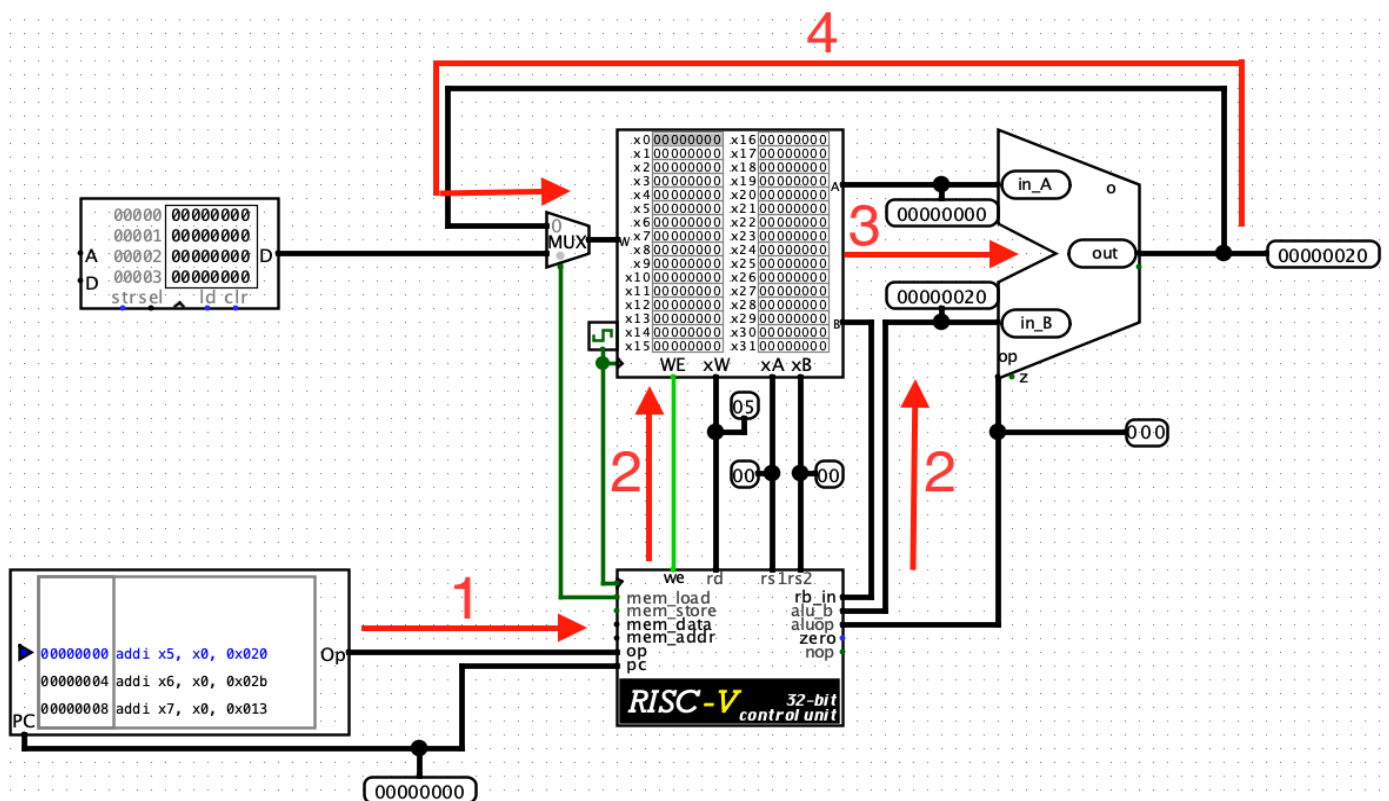 4
x0 00000000 x16 00000000
x1 00000000 x17 00000000
x2 00000000 x18 00000000
x3 00000000 x19 00000000
x4 00000000 x20 00000000
x5 00000000 x21 00000000
x6 00000000 x22 00000000
x7 00000000 x23 00000000
x8 00000000 x24 00000000
x9 00000000 x25 00000000
x10 00000000 x26 00000000
x11 00000000 x27 00000000
x12 00000000 x28 00000000
x13 00000000 x29 00000000
x14 00000000 x30 00000000
x15 00000000 x31 00000000
W
A
B
WE xW xA xB
00000 00000000
00001 00000000
00002 00000000
00003 00000000
A
D
D
strsel ld clr
0
MUX
3
00000000
00000020
in_A
in_B
o
out
op
z
00000020
000
2
05
00
00
2
1
we rd rs1 rs2
mem_load
mem_store
mem_data
mem_addr
op
pc
rb_in
alu_b
aluop
zero
nop
RISC-V 32-bit
control unit
00000000 addi x5, x0, 0x020
00000004 addi x6, x0, 0x02b
00000008 addi x7, x0, 0x013
Op
PC
00000000